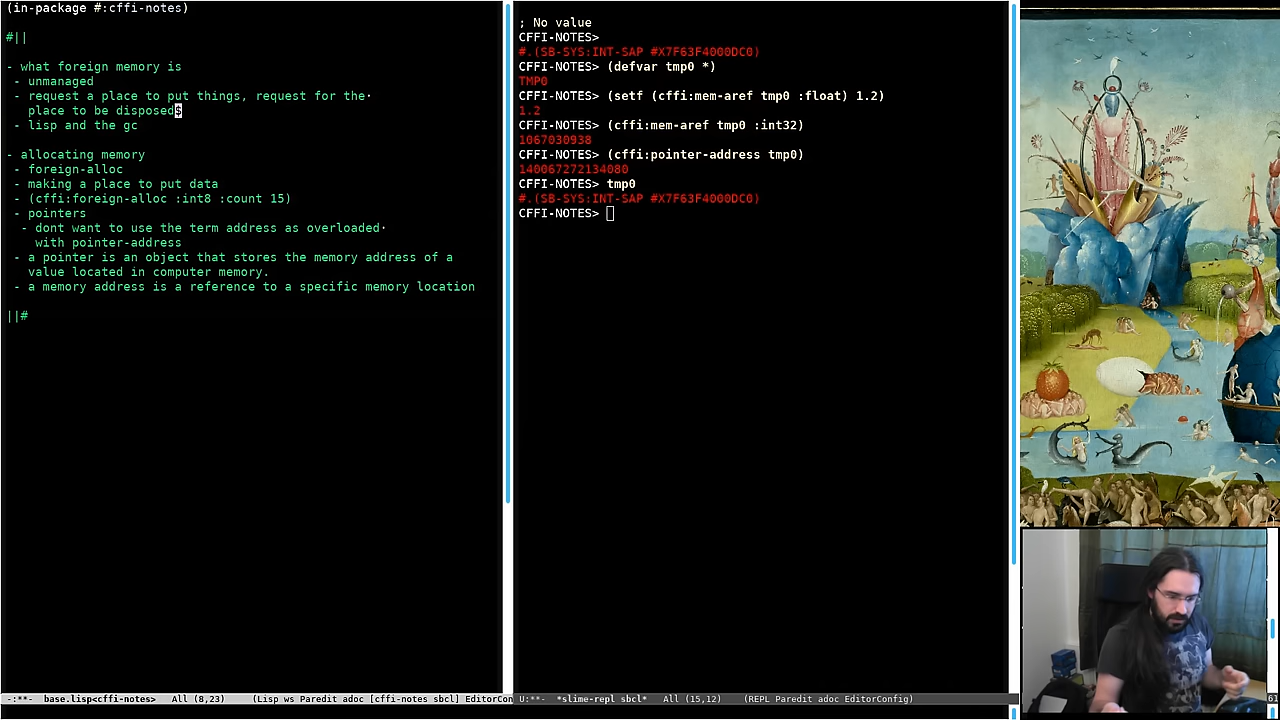 (in-package #:cffi-notes)
#||
- what foreign memory is
- unmanaged
- request a place to put things, request for the·
place to be disposed$
- lisp and the gc
- allocating memory
- foreign-alloc
- making a place to put data
- (cffi:foreign-alloc :int8 :count 15)
- pointers
- dont want to use the term address as overloaded·
with pointer-address
- a pointer is an object that stores the memory address of a
value located in computer memory.
- a memory address is a reference to a specific memory location
||#
-:**-  base.lisp<cffi-notes>   All (8,23)     (Lisp ws Paredit adoc [cffi-notes sbcl] EditorCon
; No value
CFFI-NOTES>
#.(SB-SYS:INT-SAP #X7F63F4000DC0)
CFFI-NOTES> (defvar tmp0 *)
TMP0
CFFI-NOTES> (setf (cffi:mem-aref tmp0 :float) 1.2)
1.2
CFFI-NOTES> (cffi:mem-aref tmp0 :int32)
1067030938
CFFI-NOTES> (cffi:pointer-address tmp0)
140067272134080
CFFI-NOTES> tmp0
#.(SB-SYS:INT-SAP #X7F63F4000DC0)
CFFI-NOTES>
U:**-  *slime-repl sbcl*   All (15,12)    (REPL Paredit adoc EditorConfig)